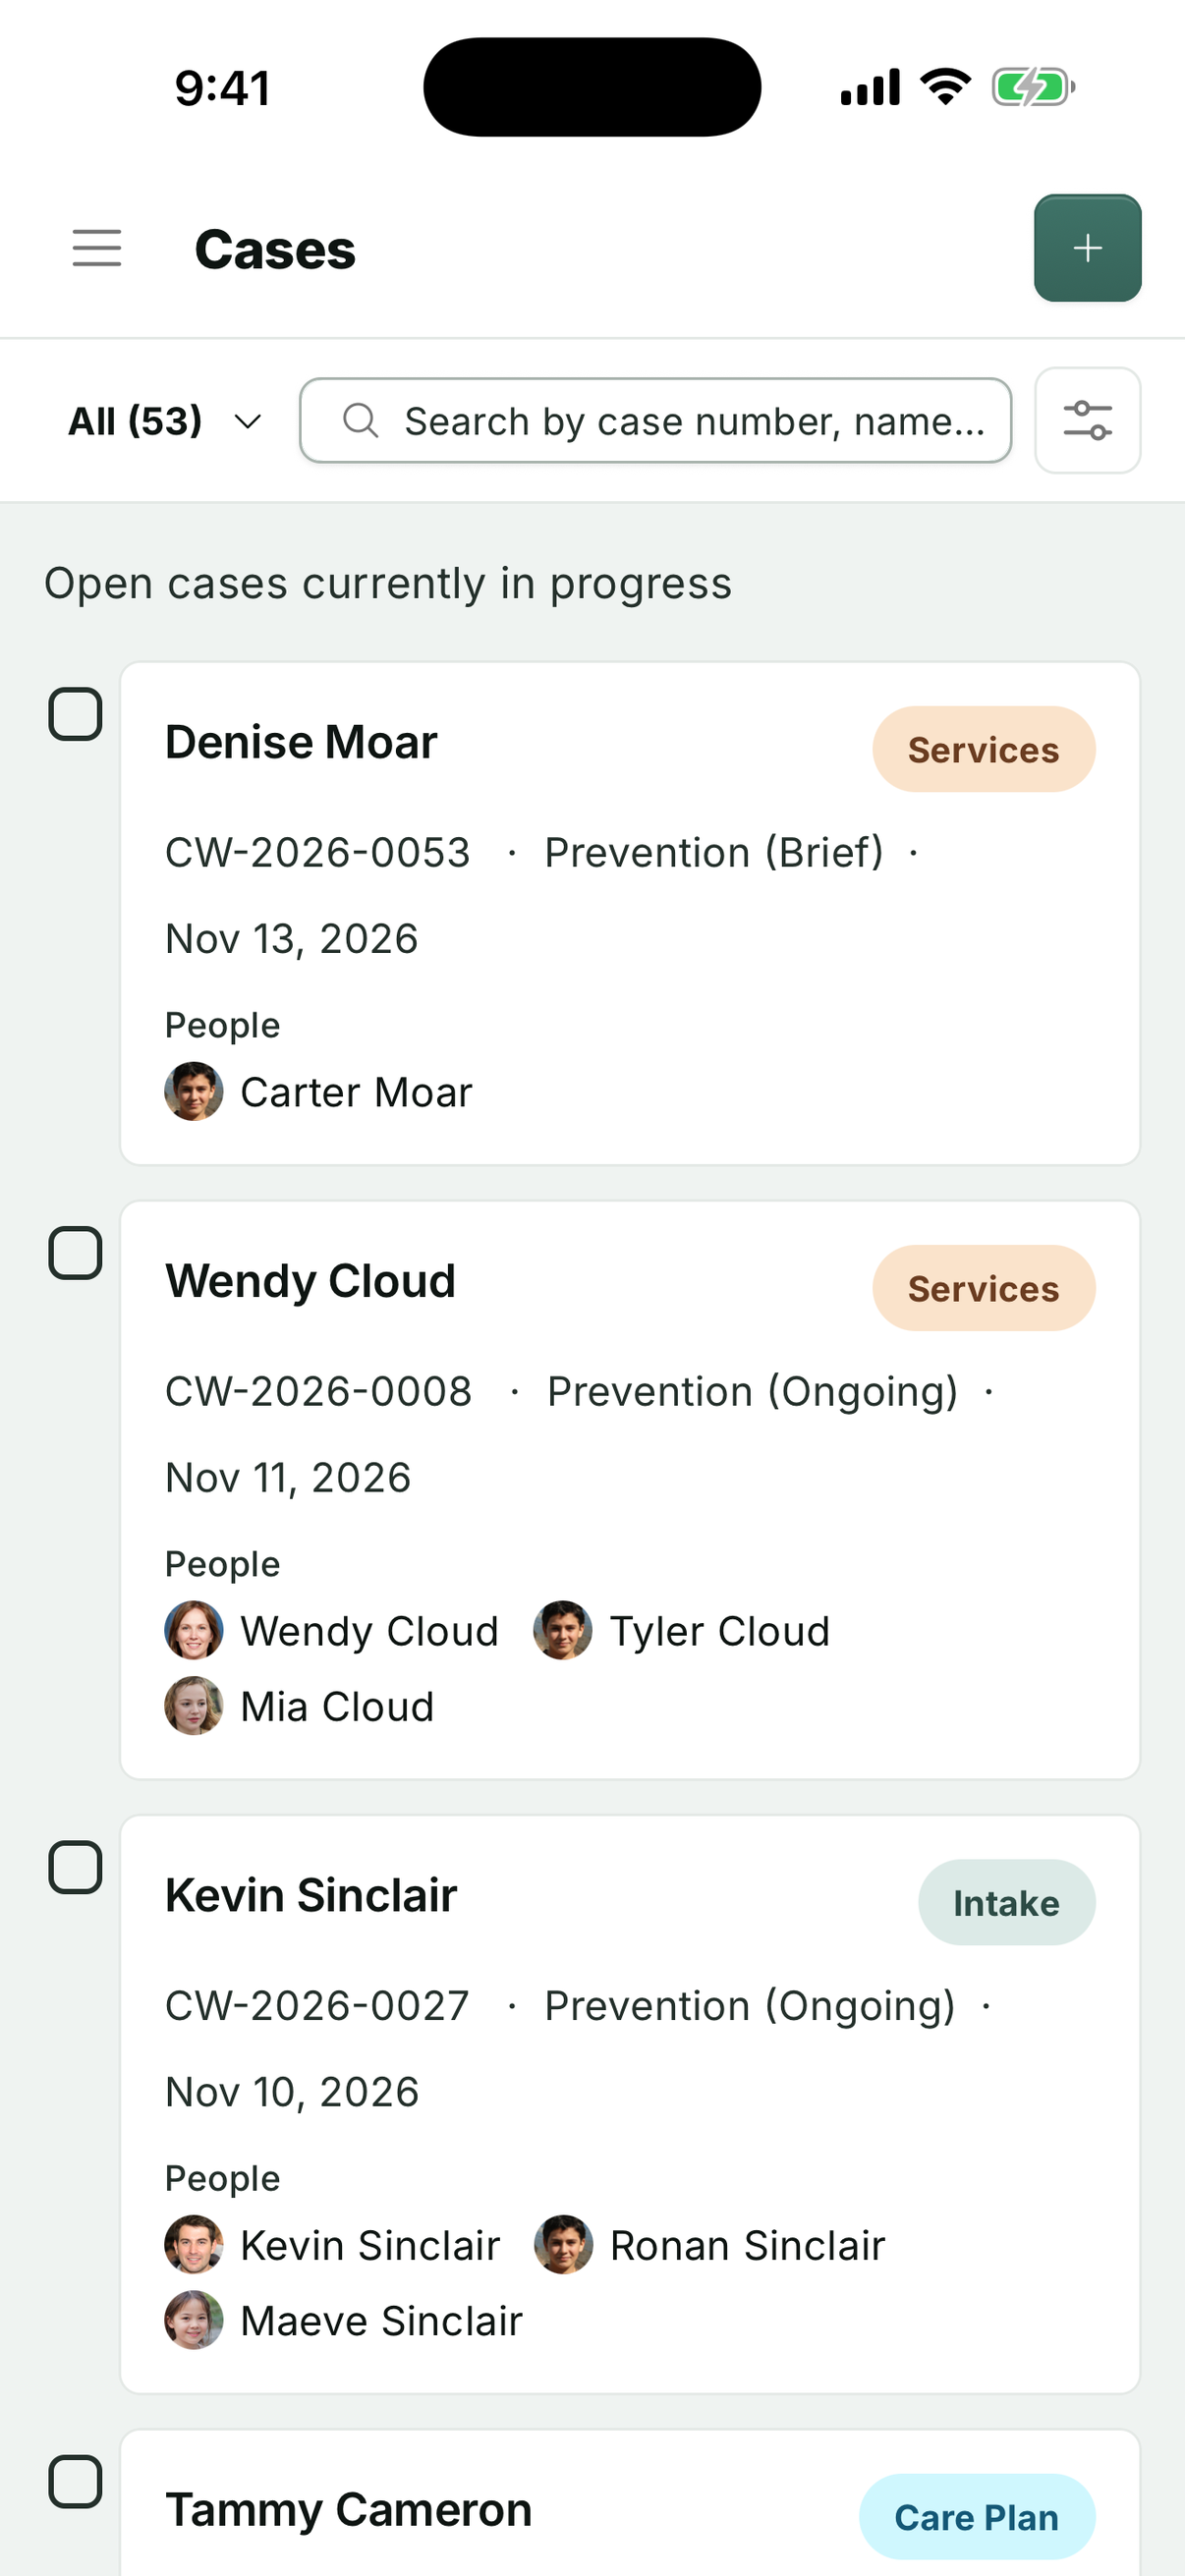 9:41
Cases
All (53)
Search by case number, name...
Open cases currently in progress
Denise Moar
Services
CW-2026-0053 · Prevention (Brief) ·
Nov 13, 2026
People
Carter Moar
Wendy Cloud
Services
CW-2026-0008 · Prevention (Ongoing) ·
Nov 11, 2026
People
Wendy Cloud Tyler Cloud
Mia Cloud
Kevin Sinclair
Intake
CW-2026-0027 · Prevention (Ongoing) ·
Nov 10, 2026
People
Kevin Sinclair Ronan Sinclair
Maeve Sinclair
Tammy Cameron
Care Plan